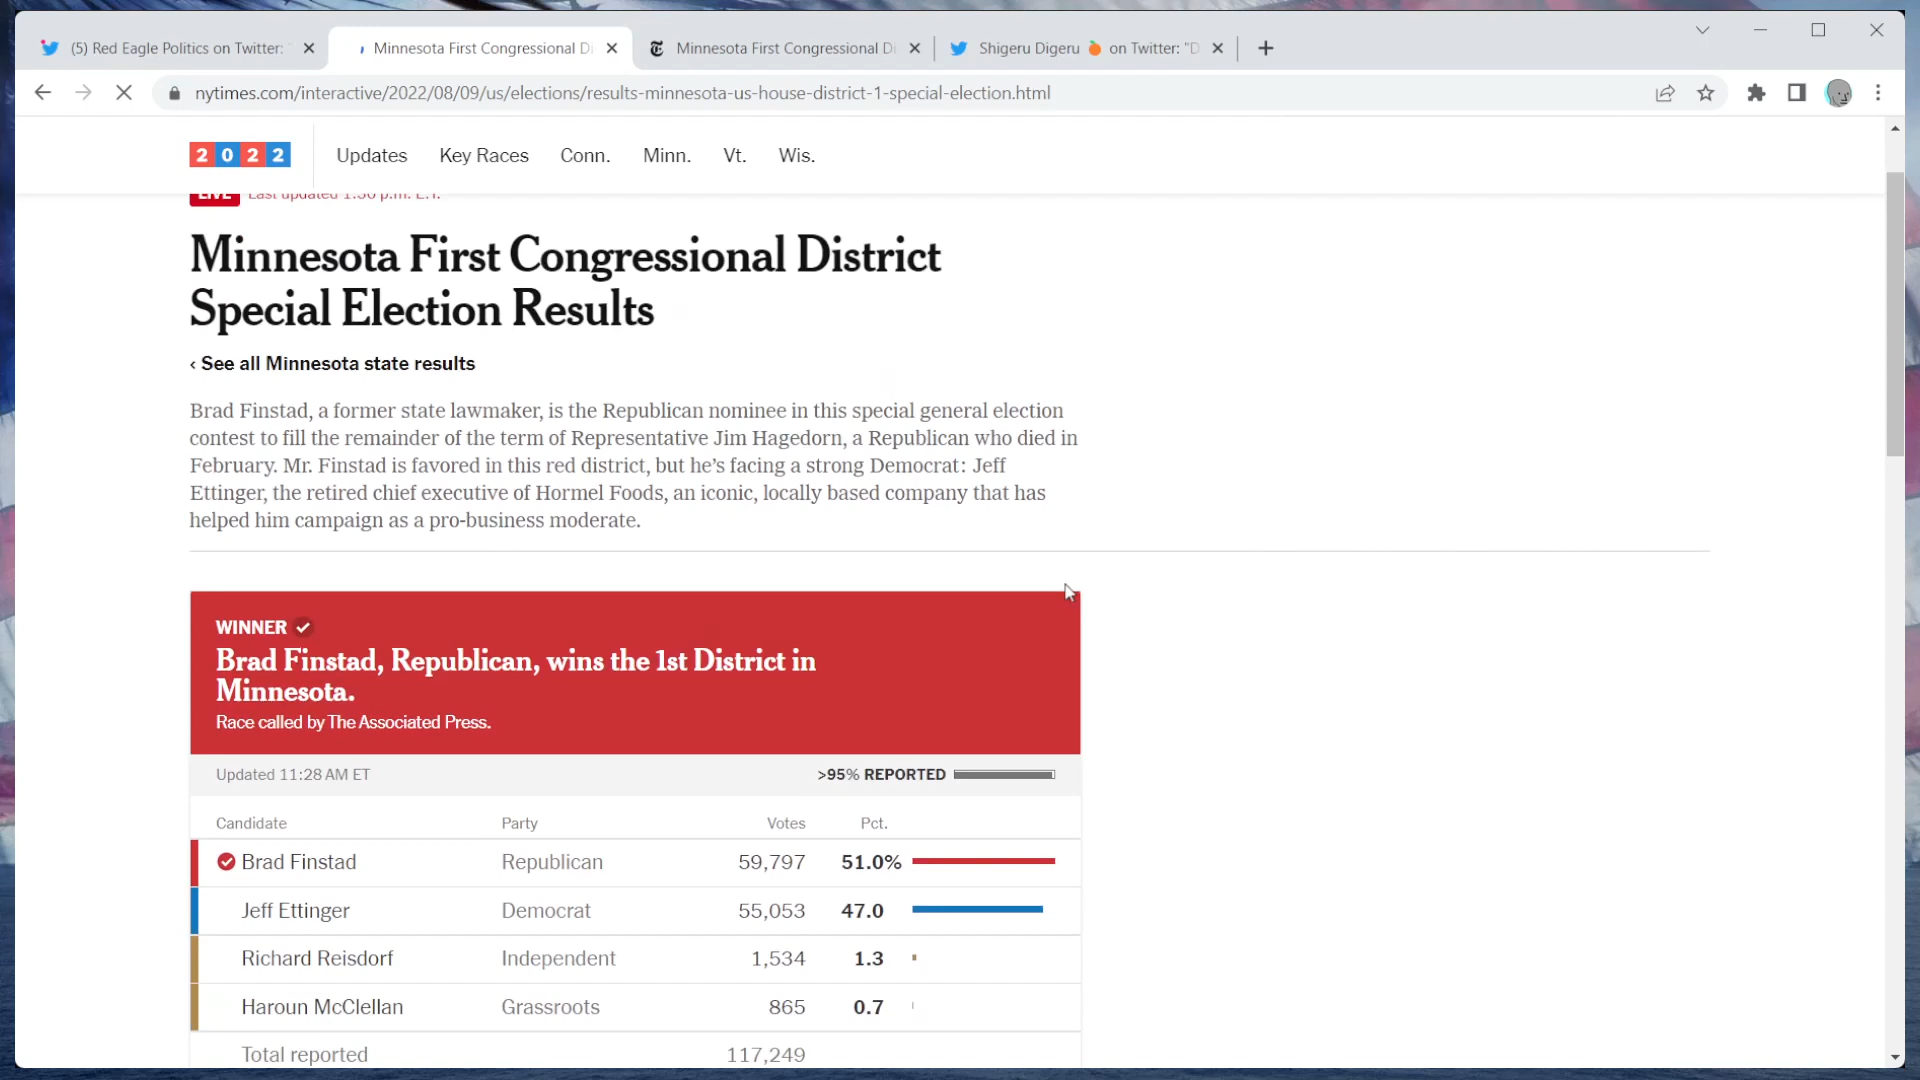 (5) Red Eagle Politics on Twitter: 
Minnesota First Congressional D
Minnesota First Congressional D
Shigeru Digeru 🍊 on Twitter: "D
nytimes.com/interactive/2022/08/09/us/elections/results-minnesota-us-house-district-1-special-election.html
2022
Updates
Key Races
Conn.
Minn.
Vt.
Wis.
LIVE Last updated 1:30 p.m. E.T.
Minnesota First Congressional District
Special Election Results
‹ See all Minnesota state results
Brad Finstad, a former state lawmaker, is the Republican nominee in this special general election
contest to fill the remainder of the term of Representative Jim Hagedorn, a Republican who died in
February. Mr. Finstad is favored in this red district, but he’s facing a strong Democrat: Jeff
Ettinger, the retired chief executive of Hormel Foods, an iconic, locally based company that has
helped him campaign as a pro-business moderate.
WINNER
Brad Finstad, Republican, wins the 1st District in
Minnesota.
Race called by The Associated Press.
Updated 11:28 AM ET >95% REPORTED
Candidate Party Votes Pct.
Brad Finstad Republican 59,797 51.0%
Jeff Ettinger Democrat 55,053 47.0
Richard Reisdorf Independent 1,534 1.3
Haroun McClellan Grassroots 865 0.7
Total reported 117,249